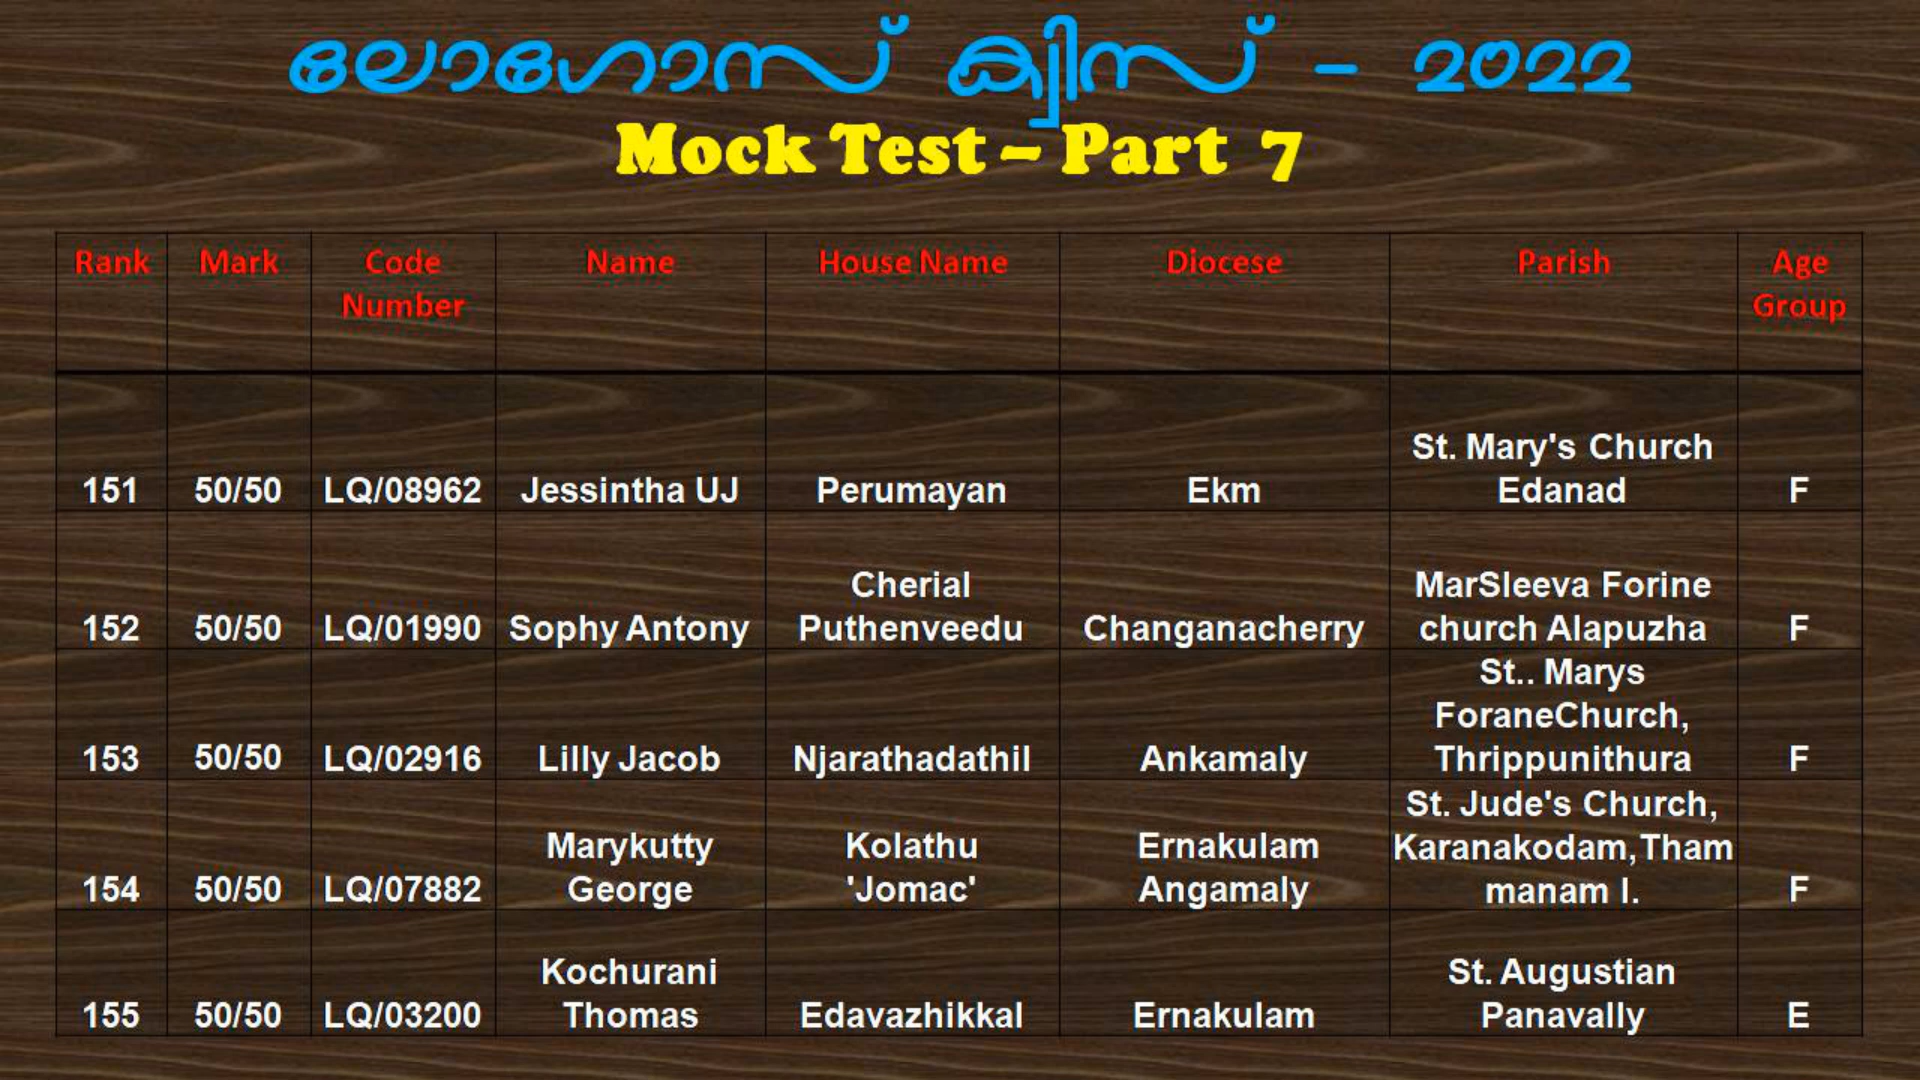 ലോഗോസ് ക്വിസ് - 2022
Mock Test – Part 7
Rank Mark Code Number Name House Name Diocese Parish Age Group
151 50/50 LQ/08962 Jessintha UJ Perumayan Ekm St. Mary's Church Edanad F
152 50/50 LQ/01990 Sophy Antony Cherial Puthenveedu Changanacherry MarSleeva Forine church Alapuzha F
153 50/50 LQ/02916 Lilly Jacob Njarathadathil Ankamaly St.. Marys ForaneChurch, Thrippunithura F
154 50/50 LQ/07882 Marykutty George Kolathu 'Jomac' Ernakulam Angamaly St. Jude's Church, Karanakodam,Thammanam I. F
155 50/50 LQ/03200 Kochurani Thomas Edavazhikkal Ernakulam St. Augustian Panavally E